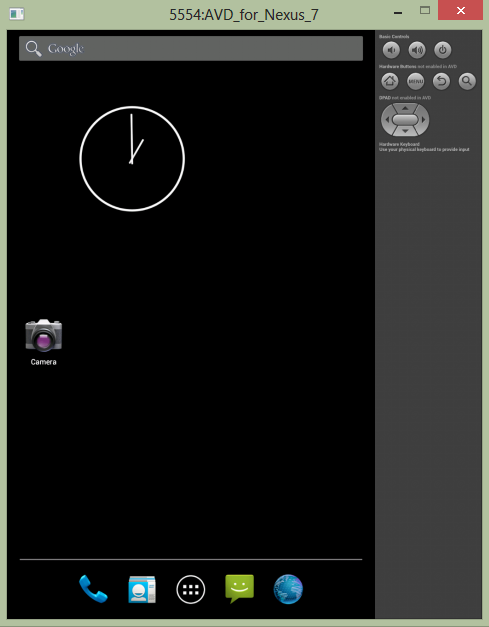 5554:AVD_for_Nexus_7
Google
Basic Controls
Hardware Buttons not enabled in AVD
MENU
DPAD not enabled in AVD
Hardware Keyboard
Use your physical keyboard to provide input
Camera